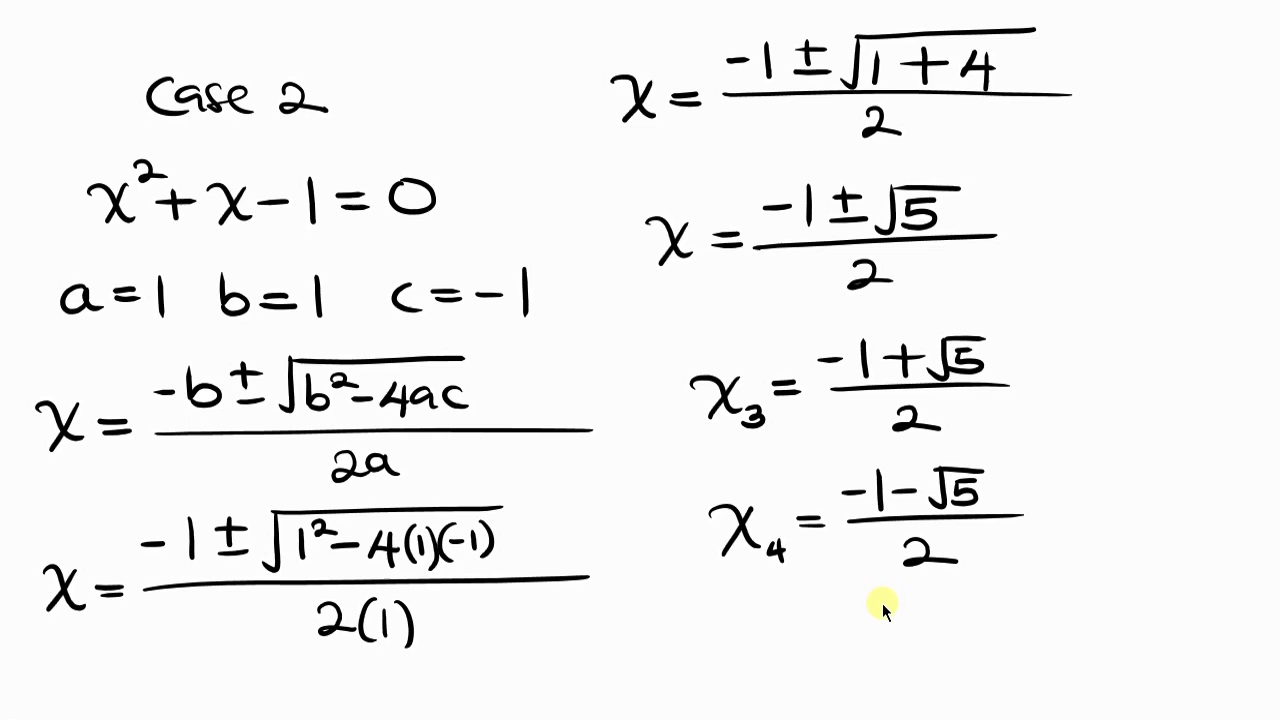 Case 2
x² + x - 1 = 0
a = 1 b = 1 c = -1
x = (-b ± √(b² - 4ac)) / 2a
x = (-1 ± √(1² - 4(1)(-1))) / 2(1)
x = (-1 ± √(1 + 4)) / 2
x = (-1 ± √5) / 2
x₃ = (-1 + √5) / 2
x₄ = (-1 - √5) / 2